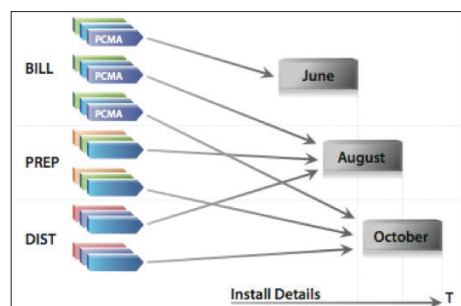 PCMA
BILL
PCMA
June
PCMA
PREP
August
DIST
October
Install Details
T